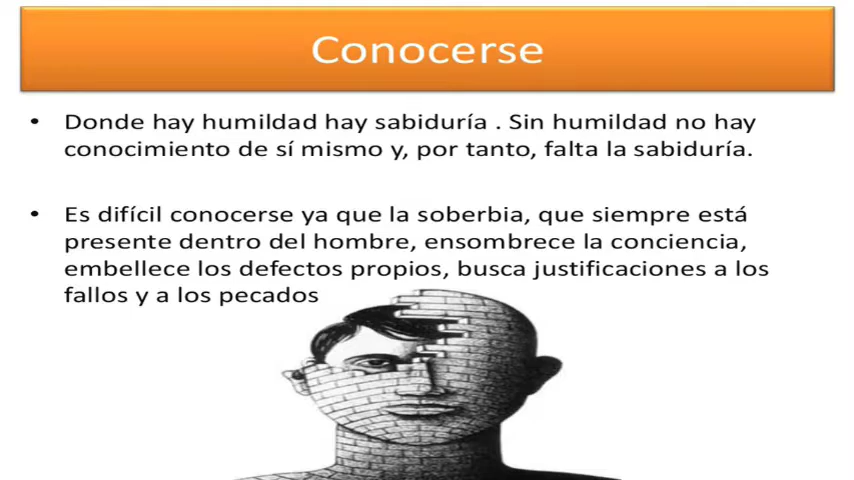 Conocerse
• Donde hay humildad hay sabiduría . Sin humildad no hay
conocimiento de sí mismo y, por tanto, falta la sabiduría.
• Es difícil conocerse ya que la soberbia, que siempre está
presente dentro del hombre, ensombrece la conciencia,
embellece los defectos propios, busca justificaciones a los
fallos y a los pecados